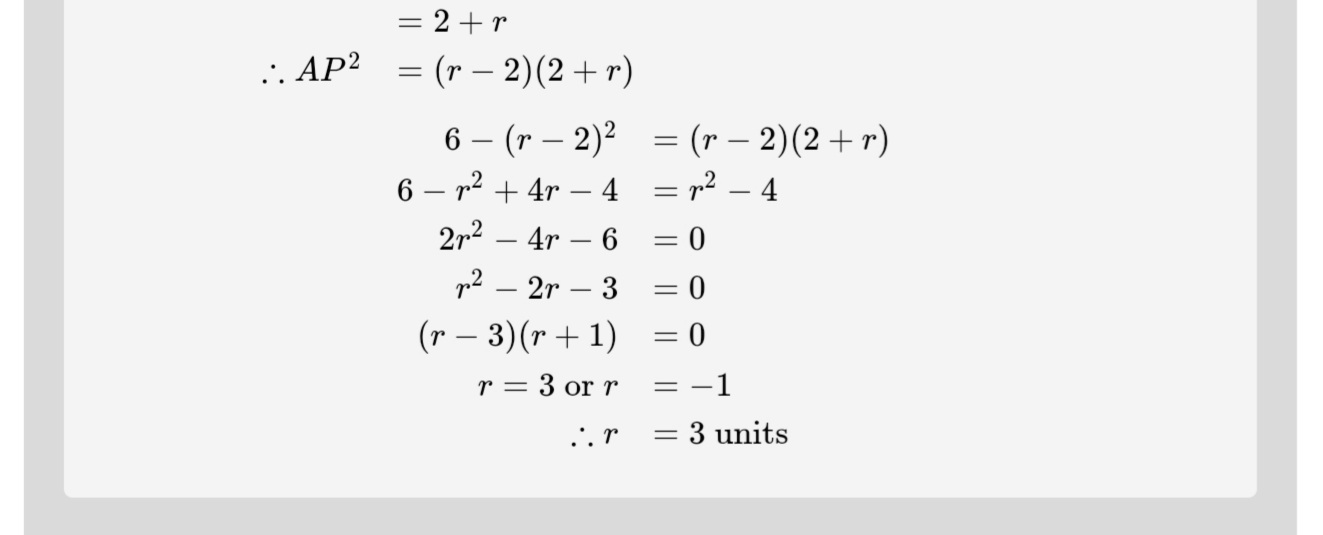 = 2 + r
∴ AP² = (r − 2)(2 + r)
6 − (r − 2)² = (r − 2)(2 + r)
6 − r² + 4r − 4 = r² − 4
2r² − 4r − 6 = 0
r² − 2r − 3 = 0
(r − 3)(r + 1) = 0
r = 3 or r = −1
∴ r = 3 units